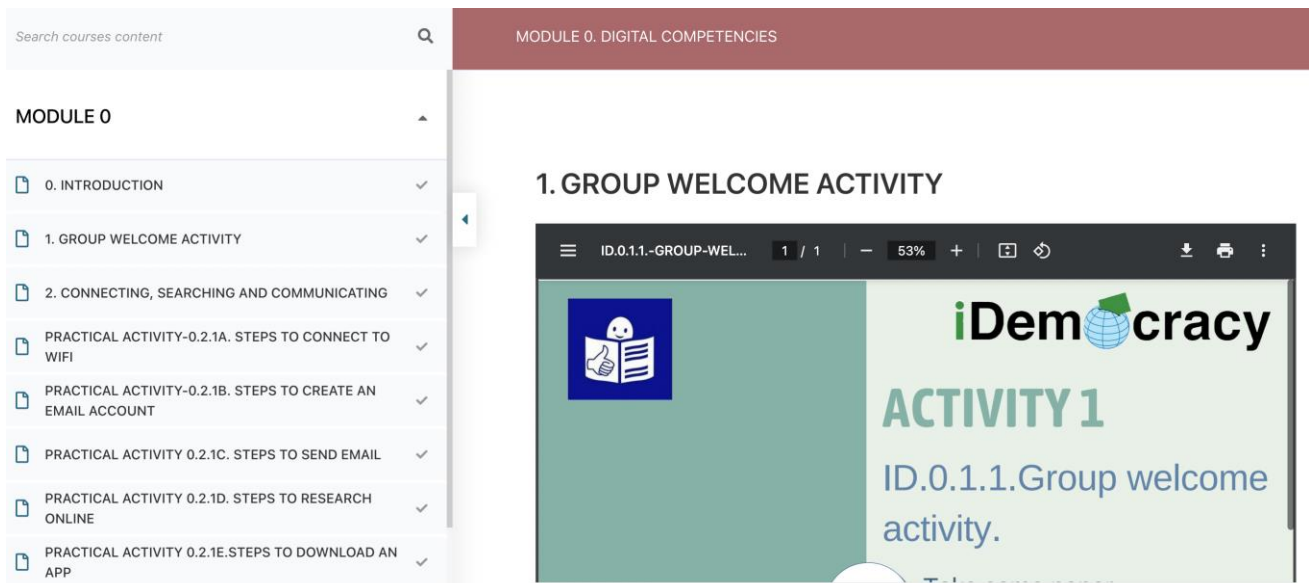 Search courses content
MODULE 0
0. INTRODUCTION
1. GROUP WELCOME ACTIVITY
2. CONNECTING, SEARCHING AND COMMUNICATING
PRACTICAL ACTIVITY-0.2.1A. STEPS TO CONNECT TO
WIFI
PRACTICAL ACTIVITY-0.2.1B. STEPS TO CREATE AN
EMAIL ACCOUNT
PRACTICAL ACTIVITY 0.2.1C. STEPS TO SEND EMAIL
PRACTICAL ACTIVITY 0.2.1D. STEPS TO RESEARCH
ONLINE
PRACTICAL ACTIVITY 0.2.1E.STEPS TO DOWNLOAD AN
APP
MODULE 0. DIGITAL COMPETENCIES
1. GROUP WELCOME ACTIVITY
ID.0.1.1.-GROUP-WEL... 1 / 1 53%
iDemocracy
ACTIVITY 1
ID.0.1.1.Group welcome
activity.
Take some paper